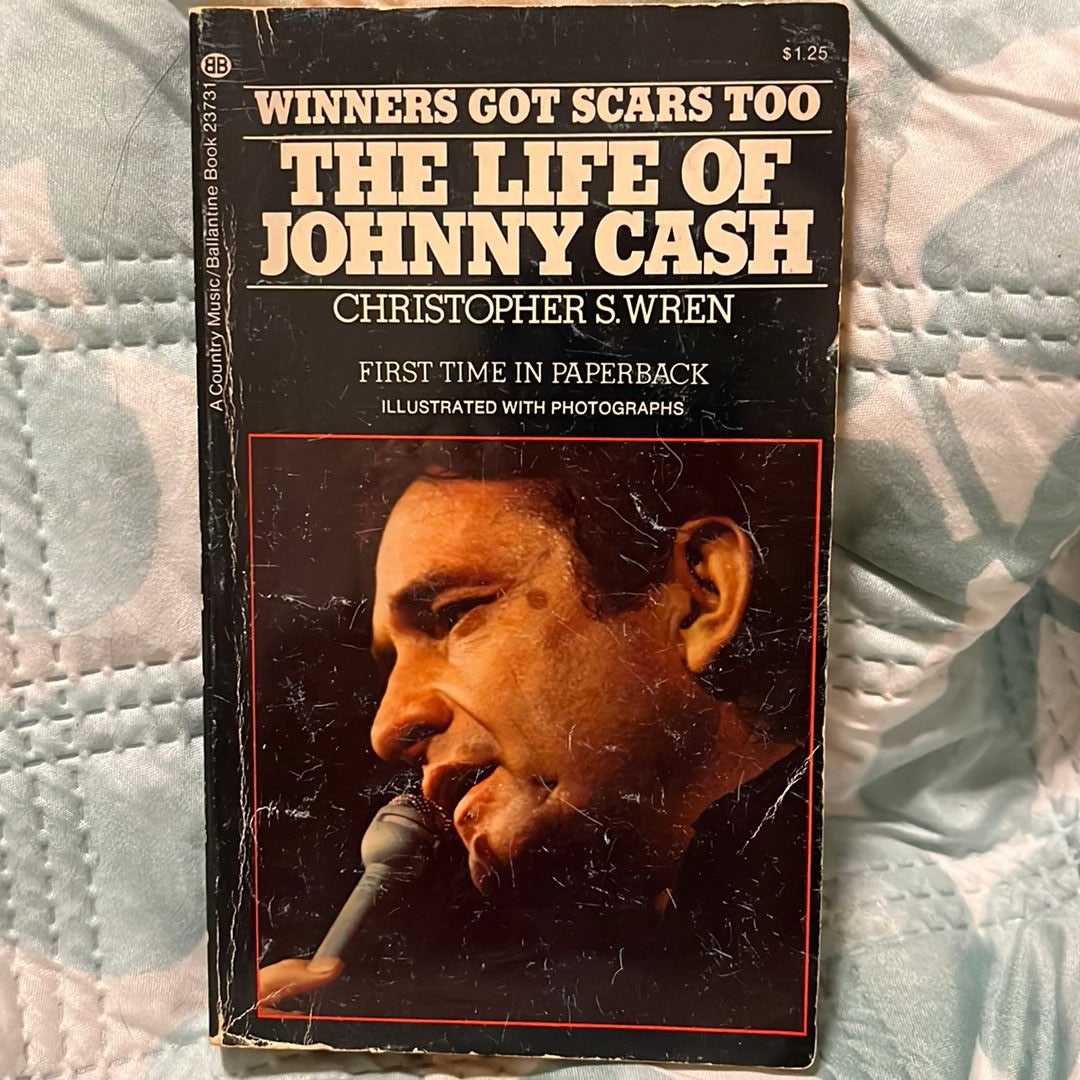 $1.25
WINNERS GOT SCARS TOO
THE LIFE OF
JOHNNY CASH
CHRISTOPHER S. WREN
FIRST TIME IN PAPERBACK
ILLUSTRATED WITH PHOTOGRAPHS
BB
A Country Music/Ballantine Book 23731